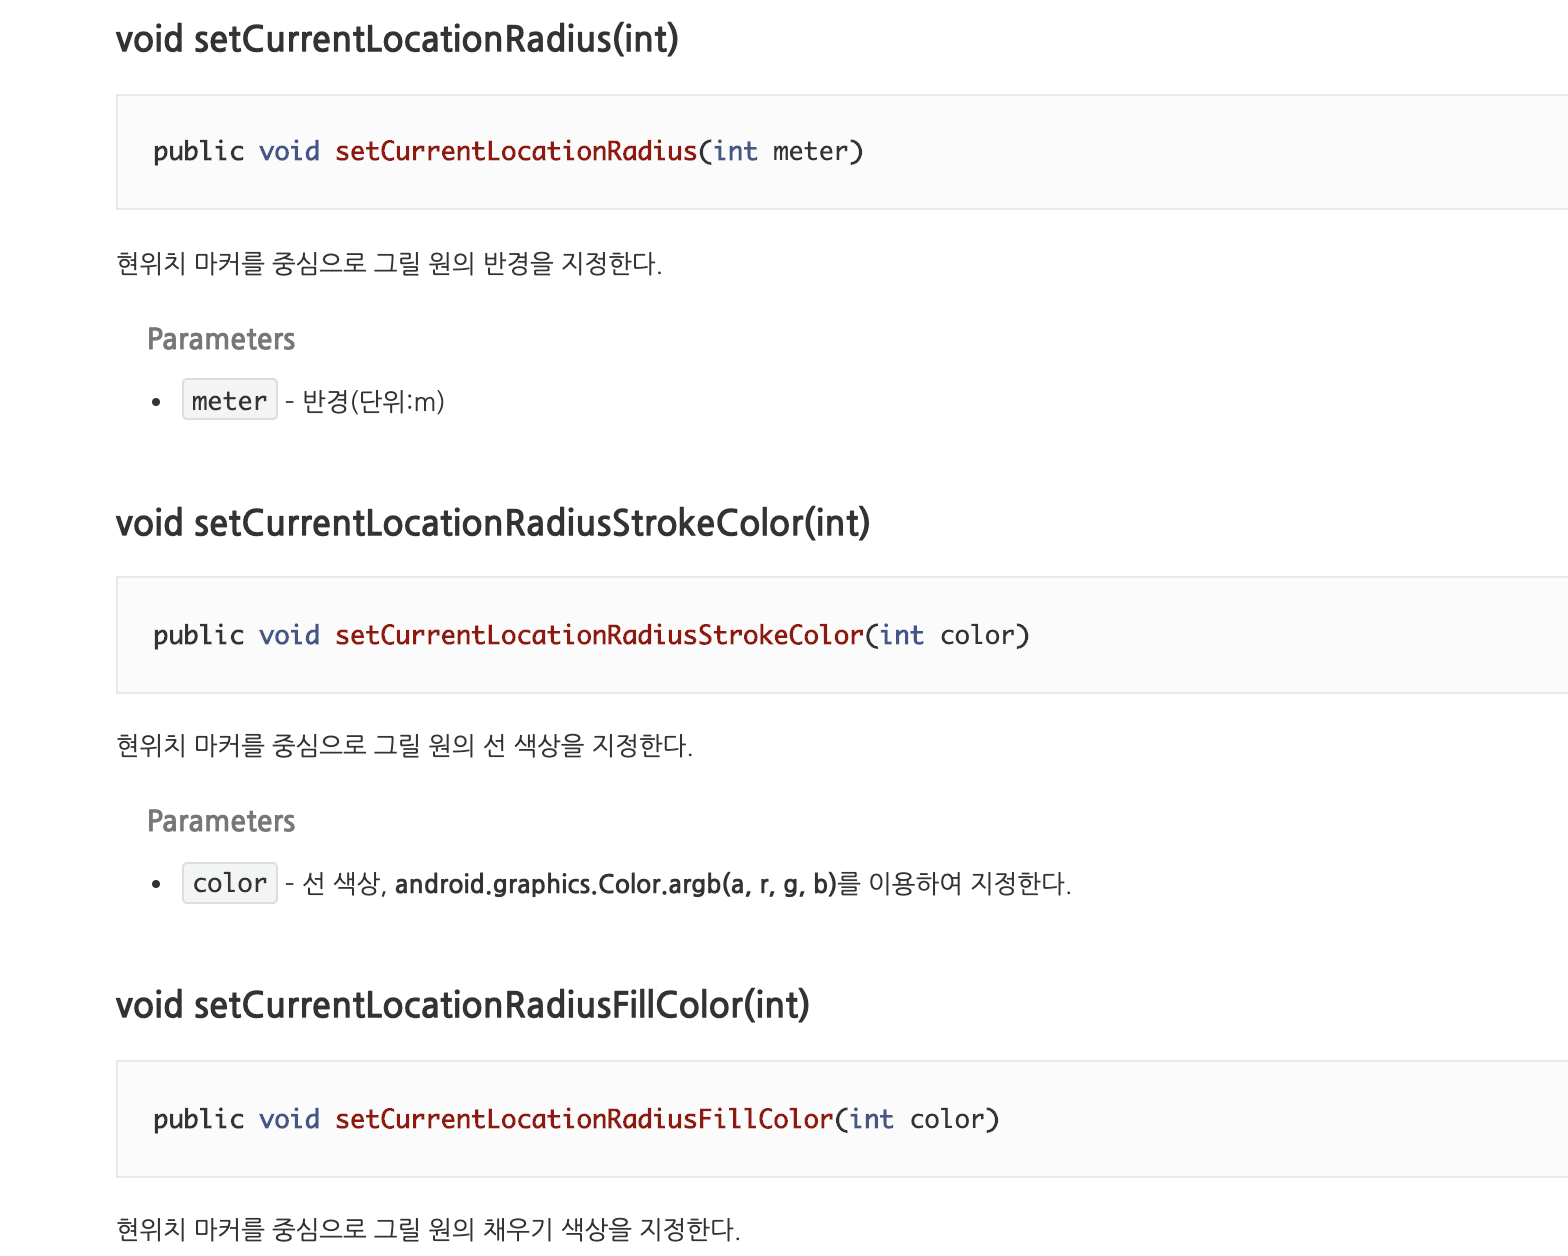 void setCurrentLocationRadius(int)
public void setCurrentLocationRadius(int meter)
현위치 마커를 중심으로 그릴 원의 반경을 지정한다.
Parameters
• meter - 반경(단위:m)
void setCurrentLocationRadiusStrokeColor(int)
public void setCurrentLocationRadiusStrokeColor(int color)
현위치 마커를 중심으로 그릴 원의 선 색상을 지정한다.
Parameters
• color - 선 색상, android.graphics.Color.argb(a, r, g, b)를 이용하여 지정한다.
void setCurrentLocationRadiusFillColor(int)
public void setCurrentLocationRadiusFillColor(int color)
현위치 마커를 중심으로 그릴 원의 채우기 색상을 지정한다.